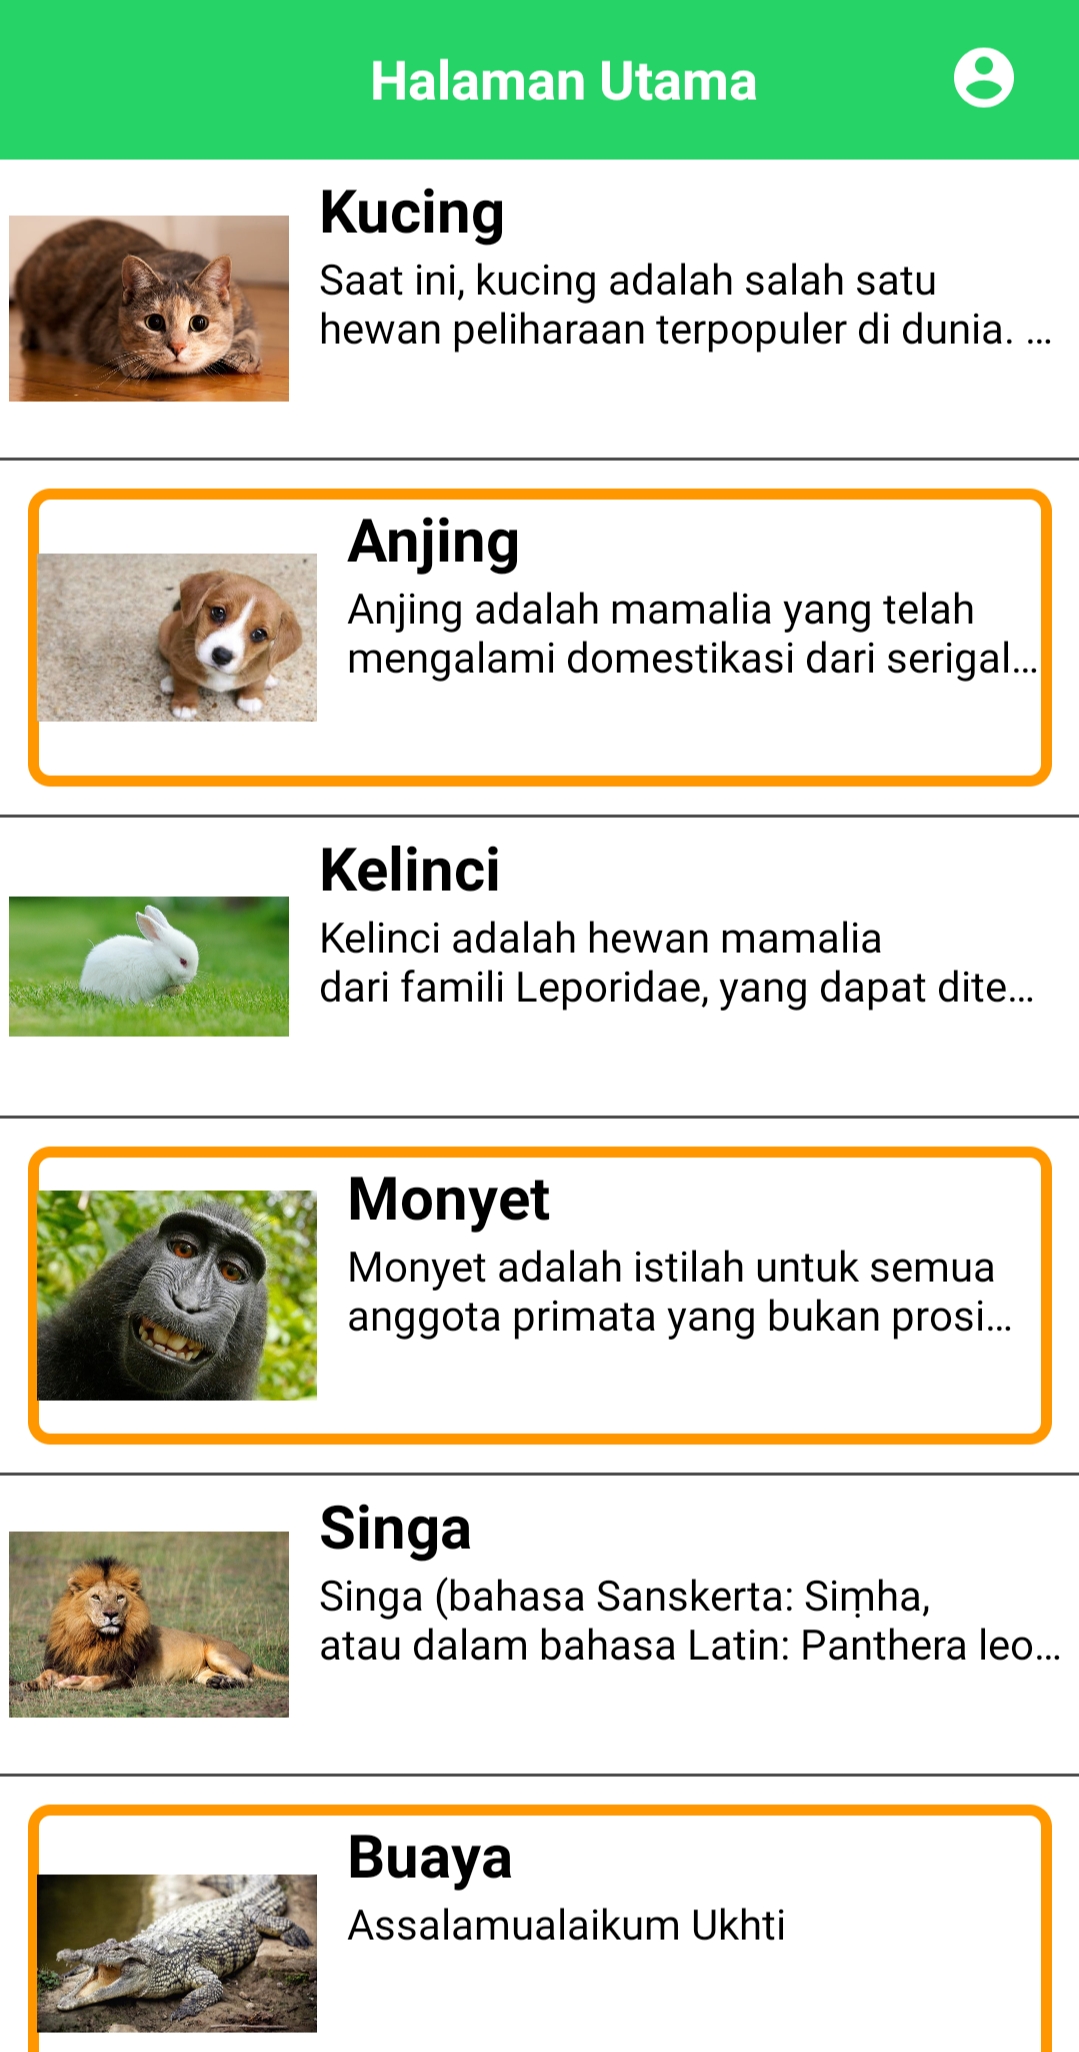 Halaman Utama
Kucing
Saat ini, kucing adalah salah satu
hewan peliharaan terpopuler di dunia. ...
Anjing
Anjing adalah mamalia yang telah
mengalami domestikasi dari serigal...
Kelinci
Kelinci adalah hewan mamalia
dari famili Leporidae, yang dapat dite...
Monyet
Monyet adalah istilah untuk semua
anggota primata yang bukan prosi...
Singa
Singa (bahasa Sanskerta: Siṃha,
atau dalam bahasa Latin: Panthera leo...
Buaya
Assalamualaikum Ukhti